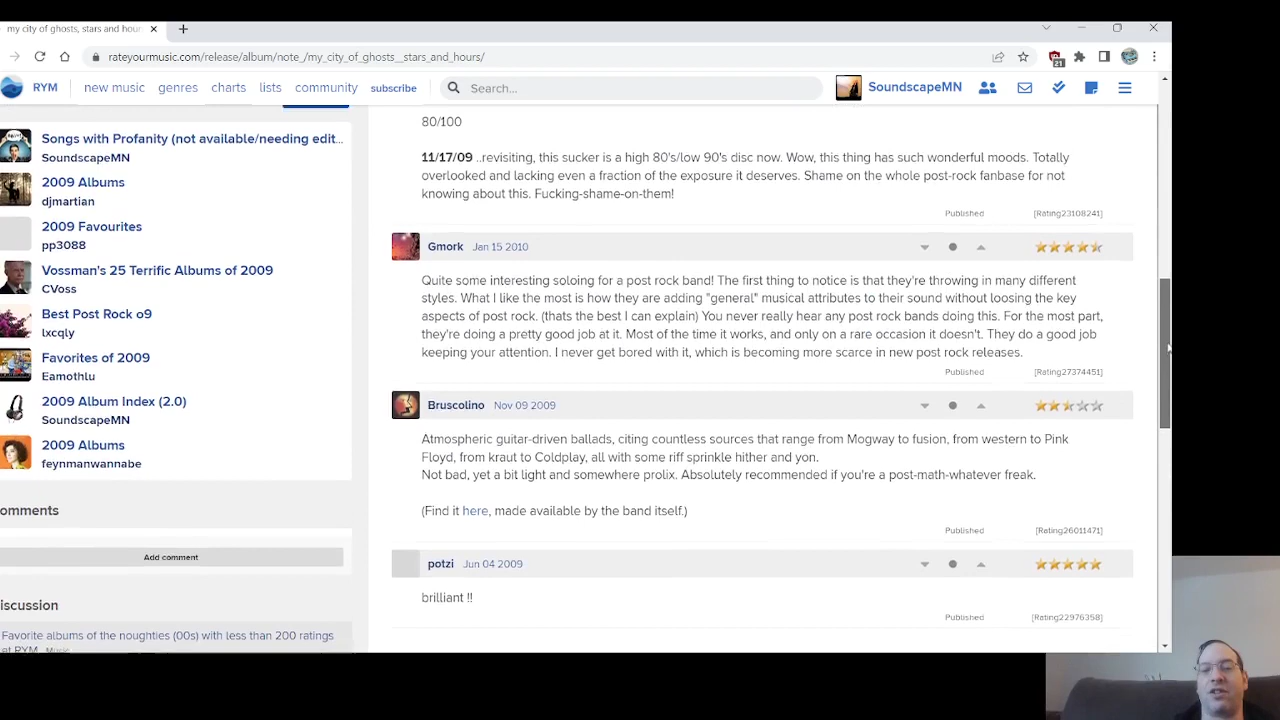 my city of ghosts, stars and hour
rateyourmusic.com/release/album/note_/my_city_of_ghosts__stars_and_hours/
21
RYM
new music
genres
charts
lists
community
subscribe
Search...
SoundscapeMN
Songs with Profanity (not available/needing edit...
SoundscapeMN
2009 Albums
djmartian
2009 Favourites
pp3088
Vossman's 25 Terrific Albums of 2009
CVoss
Best Post Rock o9
lxcqly
Favorites of 2009
Eamothlu
2009 Album Index (2.0)
SoundscapeMN
2009 Albums
feynmanwannabe
omments
Add comment
iscussion
Favorite albums of the noughties (00s) with less than 200 ratings
at RYM Music
80/100
11/17/09 ..revisiting, this sucker is a high 80's/low 90's disc now. Wow, this thing has such wonderful moods. Totally
overlooked and lacking even a fraction of the exposure it deserves. Shame on the whole post-rock fanbase for not
knowing about this. Fucking-shame-on-them!
Published [Rating23108241]
Gmork Jan 15 2010
Quite some interesting soloing for a post rock band! The first thing to notice is that they're throwing in many different
styles. What I like the most is how they are adding "general" musical attributes to their sound without loosing the key
aspects of post rock. (thats the best I can explain) You never really hear any post rock bands doing this. For the most part,
they're doing a pretty good job at it. Most of the time it works, and only on a rare occasion it doesn't. They do a good job
keeping your attention. I never get bored with it, which is becoming more scarce in new post rock releases.
Published [Rating27374451]
Bruscolino Nov 09 2009
Atmospheric guitar-driven ballads, citing countless sources that range from Mogway to fusion, from western to Pink
Floyd, from kraut to Coldplay, all with some riff sprinkle hither and yon.
Not bad, yet a bit light and somewhere prolix. Absolutely recommended if you're a post-math-whatever freak.
(Find it here, made available by the band itself.)
Published [Rating26011471]
potzi Jun 04 2009
brilliant !!
Published [Rating22976358]